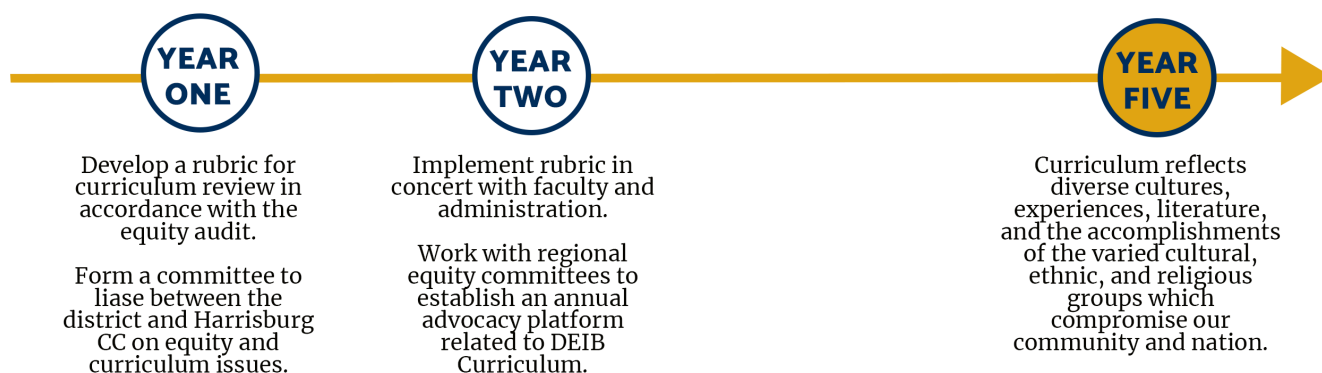 YEAR
ONE
Develop a rubric for
curriculum review in
accordance with the
equity audit.
Form a committee to
liase between the
district and Harrisburg
CC on equity and
curriculum issues.
YEAR
TWO
Implement rubric in
concert with faculty and
administration.
Work with regional
equity committees to
establish an annual
advocacy platform
related to DEIB
Curriculum.
YEAR
FIVE
Curriculum reflects
diverse cultures,
experiences, literature,
and the accomplishments
of the varied cultural,
ethnic, and religious
groups which
compromise our
community and nation.